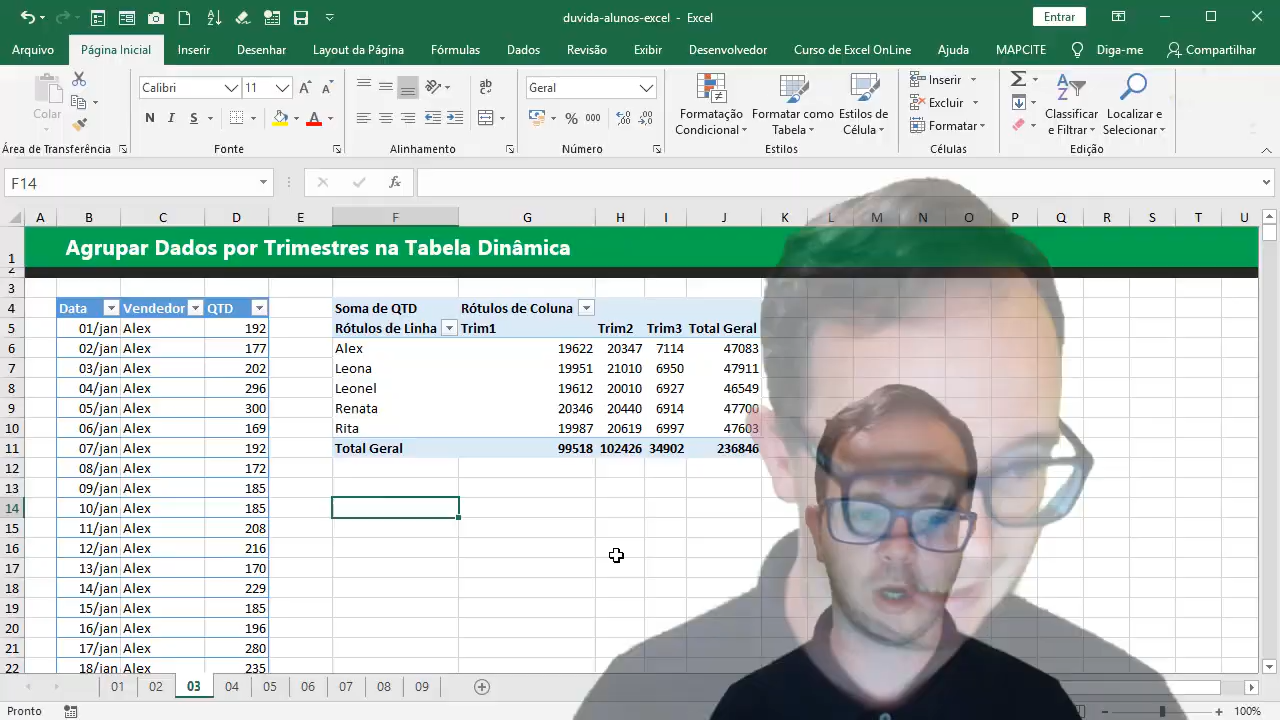 duvida-alunos-excel - Excel
Entrar
Arquivo Página Inicial Inserir Desenhar Layout da Página Fórmulas Dados Revisão Exibir Desenvolvedor Curso de Excel OnLine Ajuda MAPCITE Diga-me Compartilhar
Colar
Calibri 11
N I S
Geral
% 000
Formatação Condicional
Formatar como Tabela
Estilos de Célula
Inserir
Excluir
Formatar
Classificar e Filtrar
Localizar e Selecionar
Área de Transferência Fonte Alinhamento Número Estilos Células Edição
F14 fx
A B C D E F G H I J K L M N O P Q R S T U
1 Agrupar Dados por Trimestres na Tabela Dinâmica
2
3
4 Data Vendedor QTD Soma de QTD Rótulos de Coluna
5 01/jan Alex 192 Rótulos de Linha Trim1 Trim2 Trim3 Total Geral
6 02/jan Alex 177 Alex 19622 20347 7114 47083
7 03/jan Alex 202 Leona 19951 21010 6950 47911
8 04/jan Alex 296 Leonel 19612 20010 6927 46549
9 05/jan Alex 300 Renata 20346 20440 6914 47700
10 06/jan Alex 169 Rita 19987 20619 6997 47603
11 07/jan Alex 192 Total Geral 99518 102426 34902 236846
12 08/jan Alex 172
13 09/jan Alex 185
14 10/jan Alex 185
15 11/jan Alex 208
16 12/jan Alex 216
17 13/jan Alex 170
18 14/jan Alex 229
19 15/jan Alex 185
20 16/jan Alex 196
21 17/jan Alex 280
22 18/jan Alex 235
01 02 03 04 05 06 07 08 09
Pronto 100%